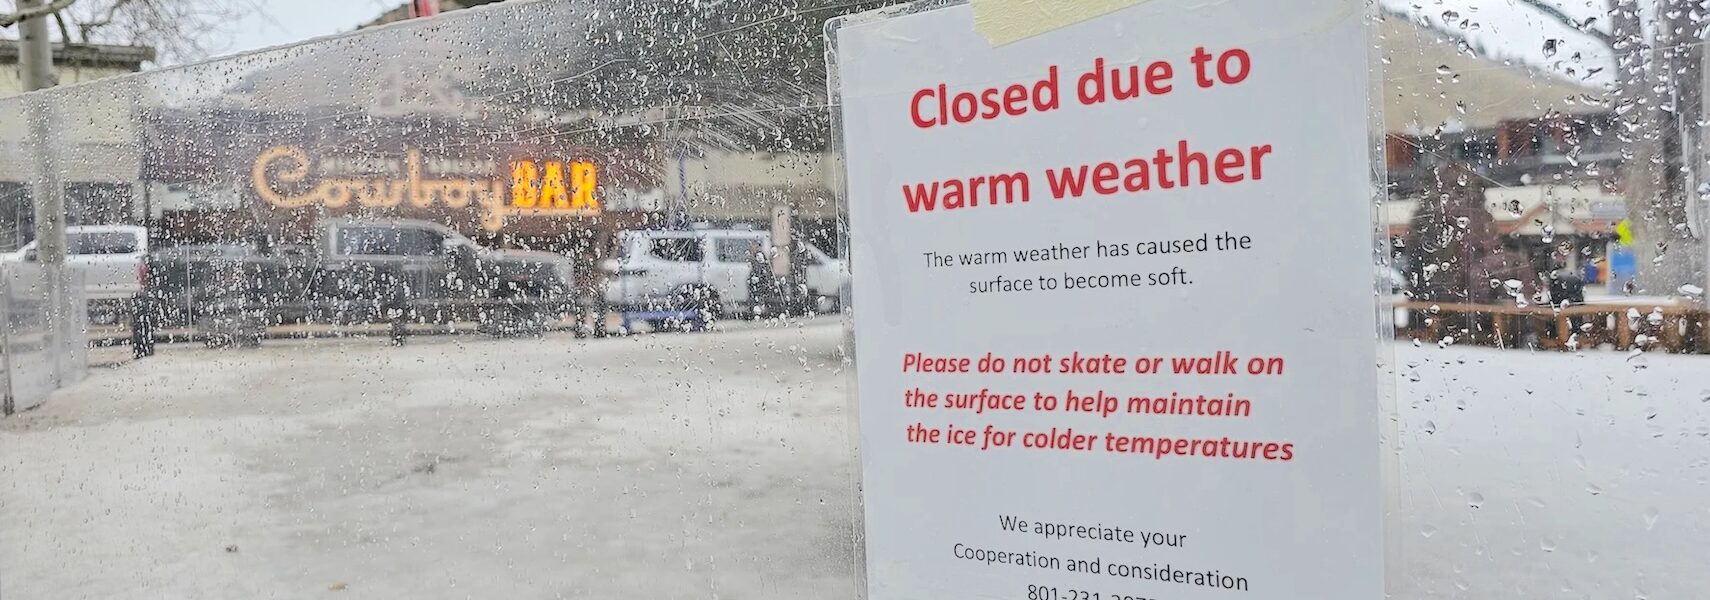 Cowboy BAR
Closed due to
warm weather
The warm weather has caused the
surface to become soft.
Please do not skate or walk on
the surface to help maintain
the ice for colder temperatures
We appreciate your
Cooperation and consideration
801-231-